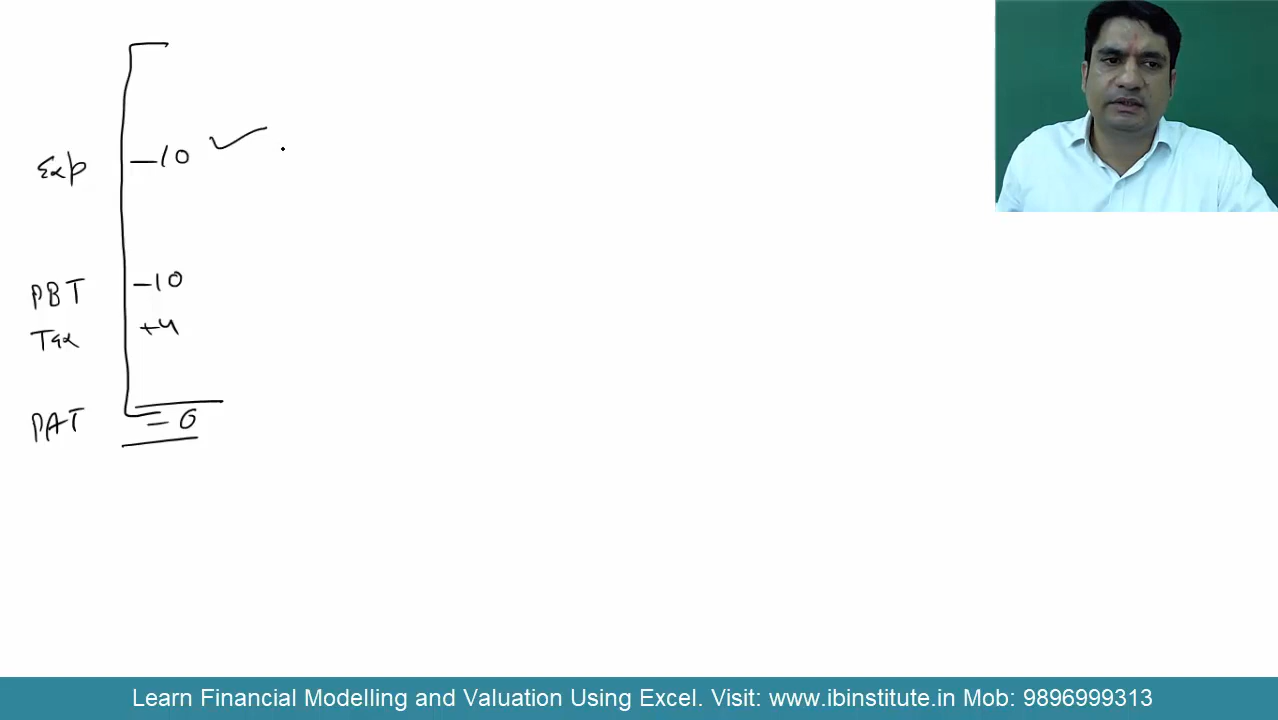 Exp -10
PBT -10
Tax +4
PAT -6
Learn Financial Modelling and Valuation Using Excel. Visit: www.ibinstitute.in Mob: 9896999313